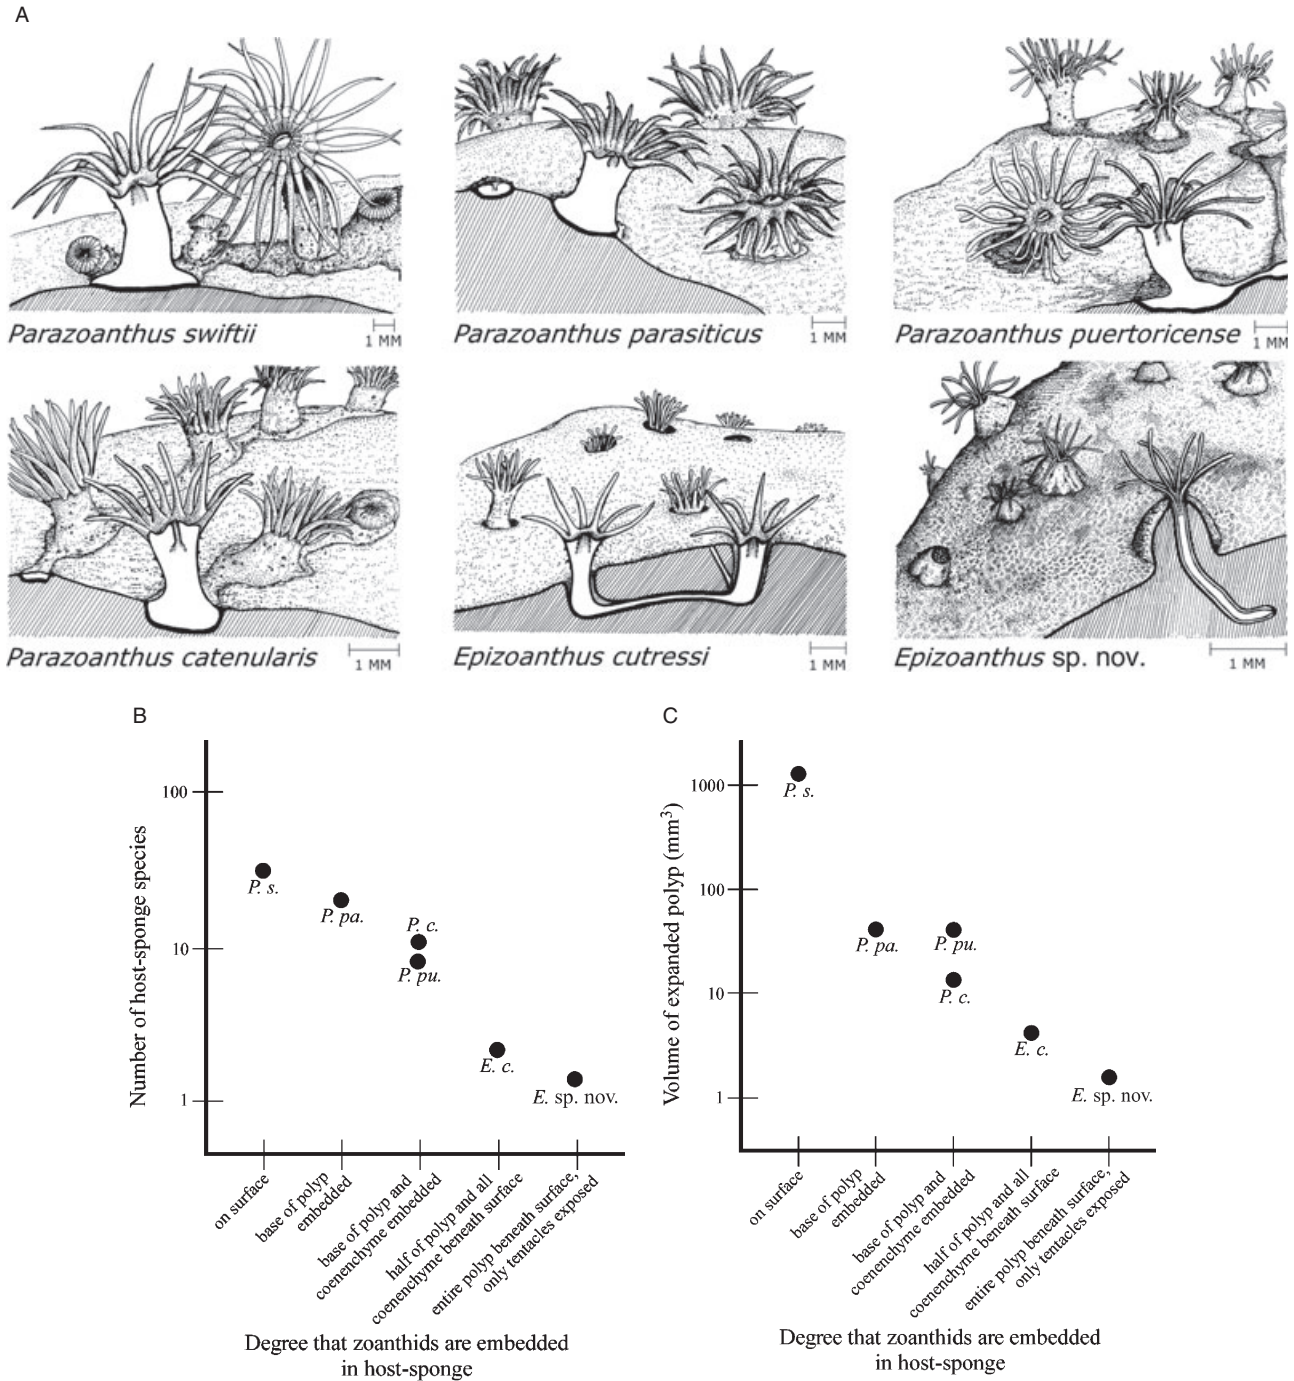 A
Parazoanthus swiftii
1 MM
Parazoanthus parasiticus
1 MM
Parazoanthus puertoricense
1 MM
Parazoanthus catenularis
1 MM
Epizoanthus cutressi
1 MM
Epizoanthus sp. nov.
1 MM
B
Number of host-sponge species
100
10
1
P. s.
P. pa.
P. c.
P. pu.
E. c.
E. sp. nov.
on surface
base of polyp
embedded
base of polyp and
coenenchyme embedded
half of polyp and all
coenenchyme beneath surface
entire polyp beneath surface,
only tentacles exposed
Degree that zoanthids are embedded
in host-sponge
C
Volume of expanded polyp (mm³)
1000
100
10
1
P. s.
P. pa.
P. pu.
P. c.
E. c.
E. sp. nov.
on surface
base of polyp
embedded
base of polyp and
coenenchyme embedded
half of polyp and all
coenenchyme beneath surface
entire polyp beneath surface,
only tentacles exposed
Degree that zoanthids are embedded
in host-sponge